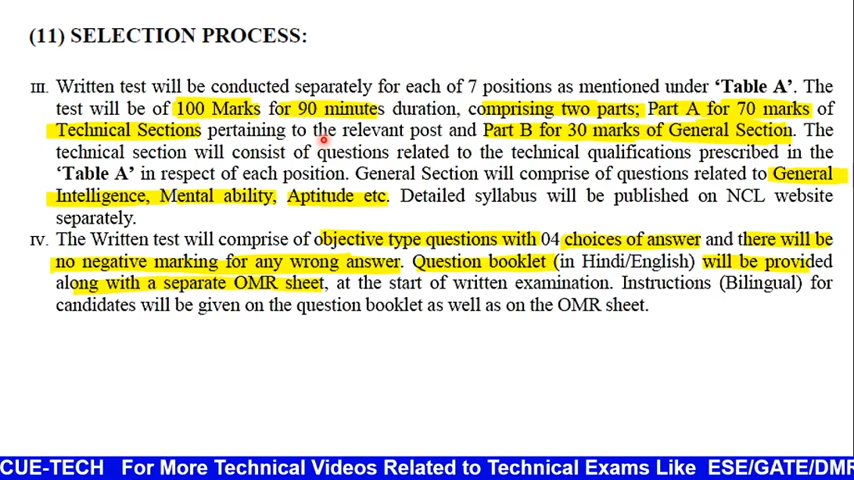 (11) SELECTION PROCESS:
III. Written test will be conducted separately for each of 7 positions as mentioned under ‘Table A’. The
test will be of 100 Marks for 90 minutes duration, comprising two parts; Part A for 70 marks of
Technical Sections pertaining to the relevant post and Part B for 30 marks of General Section. The
technical section will consist of questions related to the technical qualifications prescribed in the
‘Table A’ in respect of each position. General Section will comprise of questions related to General
Intelligence, Mental ability, Aptitude etc. Detailed syllabus will be published on NCL website
separately.
IV. The Written test will comprise of objective type questions with 04 choices of answer and there will be
no negative marking for any wrong answer. Question booklet (in Hindi/English) will be provided
along with a separate OMR sheet, at the start of written examination. Instructions (Bilingual) for
candidates will be given on the question booklet as well as on the OMR sheet.
CUE-TECH For More Technical Videos Related to Technical Exams Like ESE/GATE/DMR